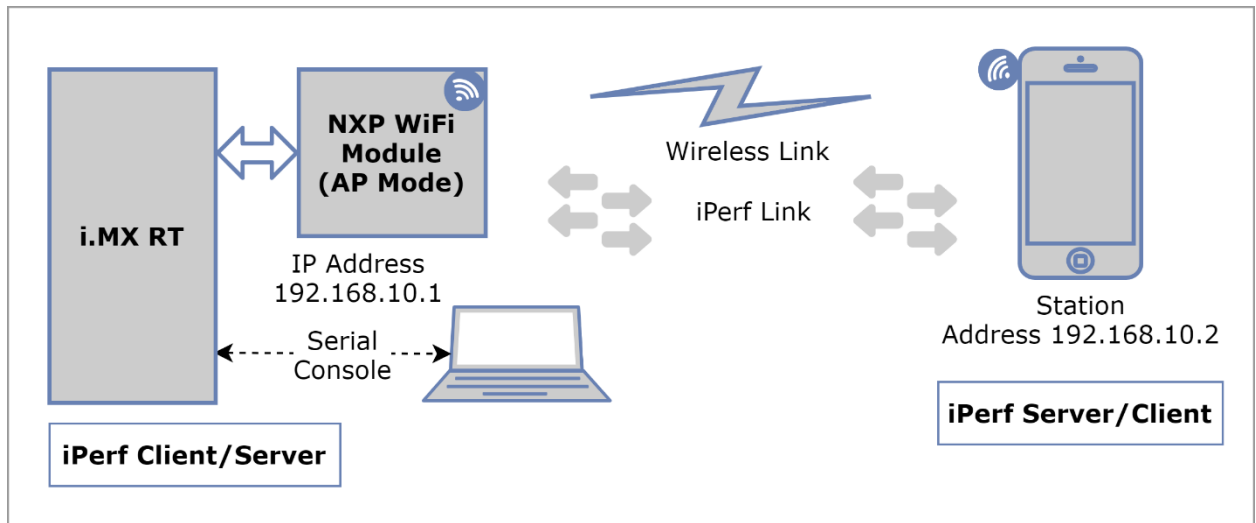 i.MX RT
NXP WiFi
Module
(AP Mode)
IP Address
192.168.10.1
Serial
Console
Wireless Link
iPerf Link
Station
Address 192.168.10.2
iPerf Client/Server
iPerf Server/Client